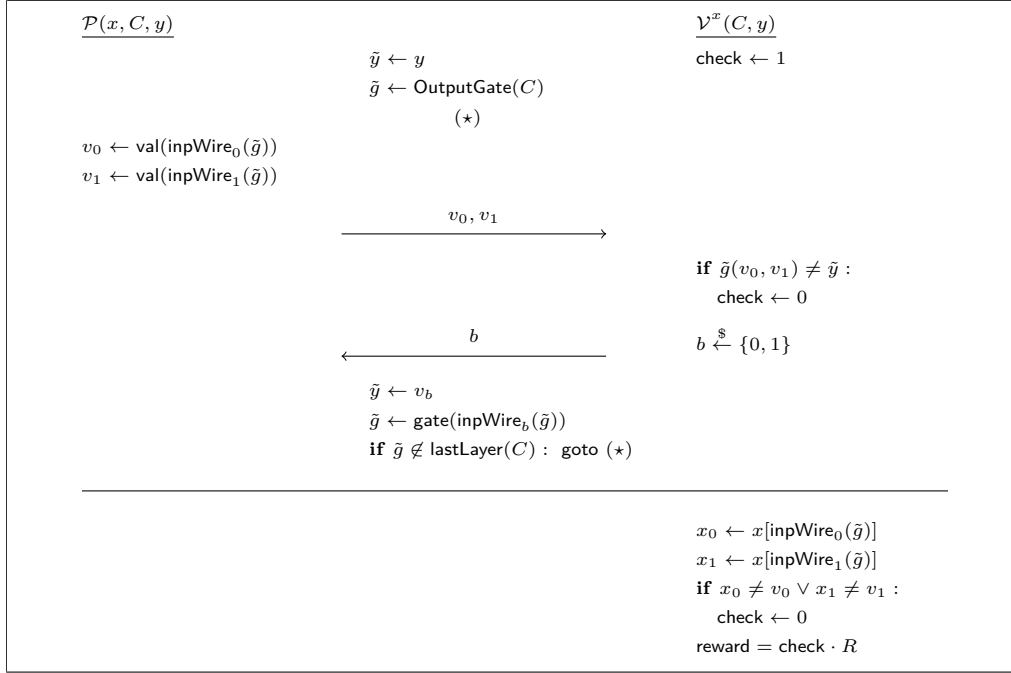 𝒫(x, C, y)
𝒱ˣ(C, y)
ỹ ← y
check ← 1
g̃ ← OutputGate(C)
(⋆)
v₀ ← val(inpWire₀(g̃))
v₁ ← val(inpWire₁(g̃))
v₀, v₁
if g̃(v₀, v₁) ≠ ỹ :
check ← 0
b
b ←$ {0, 1}
ỹ ← v_b
g̃ ← gate(inpWire_b(g̃))
if g̃ ∉ lastLayer(C) : goto (⋆)
x₀ ← x[inpWire₀(g̃)]
x₁ ← x[inpWire₁(g̃)]
if x₀ ≠ v₀ ∨ x₁ ≠ v₁ :
check ← 0
reward = check · R